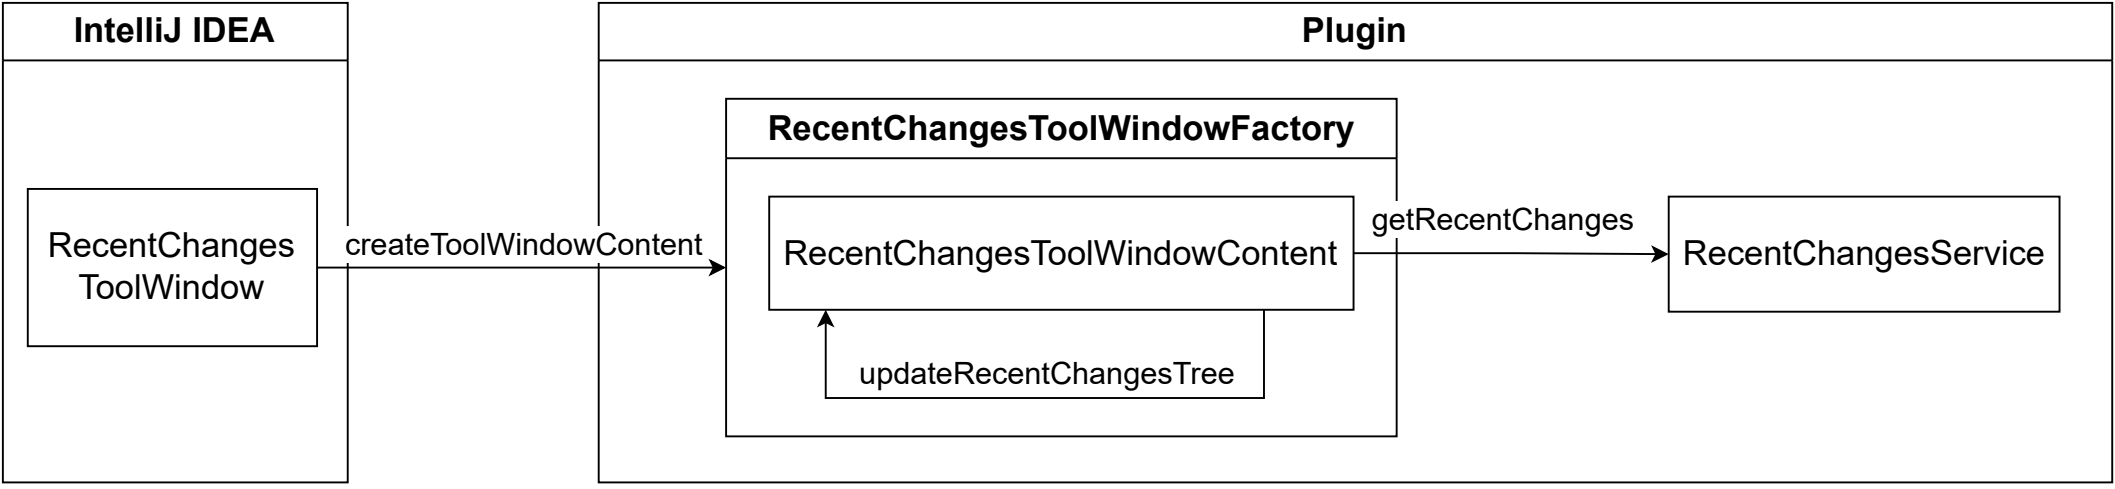 IntelliJ IDEA
Plugin
RecentChangesToolWindowFactory
RecentChanges
ToolWindow
createToolWindowContent
RecentChangesToolWindowContent
getRecentChanges
RecentChangesService
updateRecentChangesTree